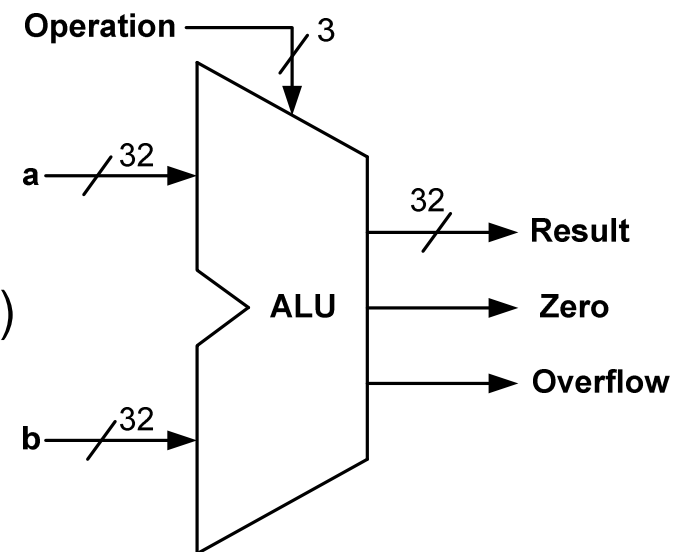 Operation
3
a
32
32
Result
)
ALU
Zero
Overflow
b
32